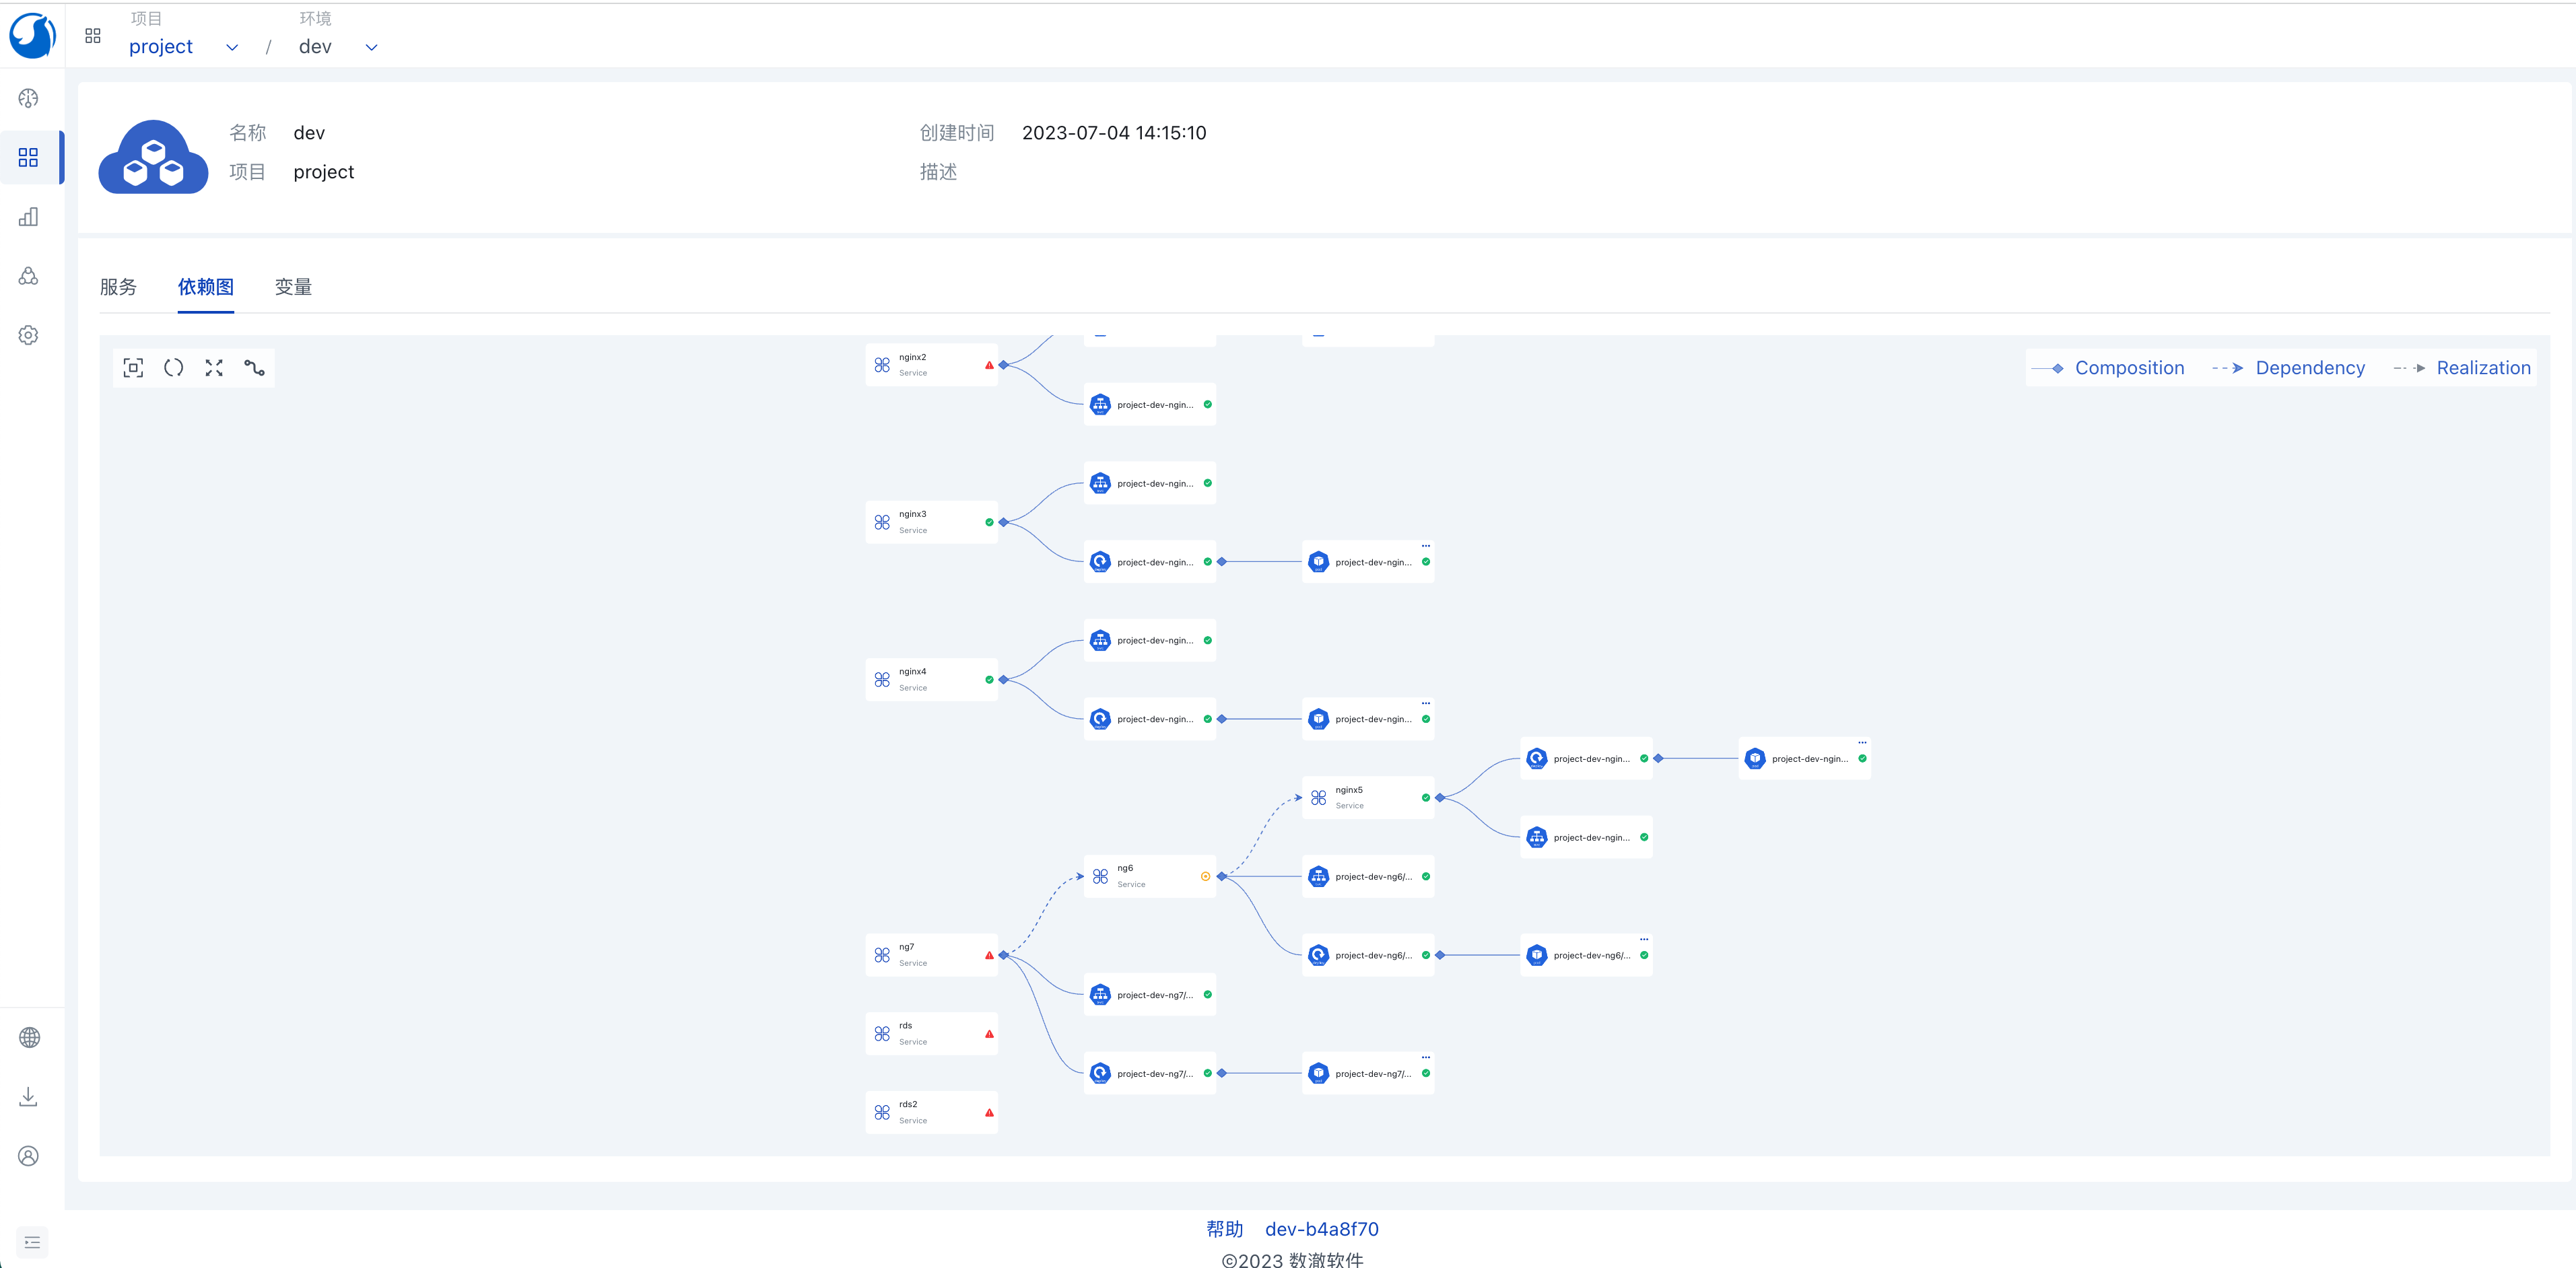 项目
环境
project
/
dev
名称 dev
创建时间 2023-07-04 14:15:10
项目 project
描述
服务
依赖图
变量
Composition
Dependency
Realization
nginx2
Service
project-dev-ngin...
project-dev-ngin...
nginx3
Service
project-dev-ngin...
project-dev-ngin...
project-dev-ngin...
nginx4
Service
project-dev-ngin...
project-dev-ngin...
project-dev-ngin...
project-dev-ngin...
nginx5
Service
project-dev-ngin...
ng6
Service
project-dev-ng6/...
ng7
Service
project-dev-ng6/...
project-dev-ng6/...
project-dev-ng7/...
rds
Service
project-dev-ng7/...
project-dev-ng7/...
rds2
Service
帮助 dev-b4a8f70
©2023 数澈软件